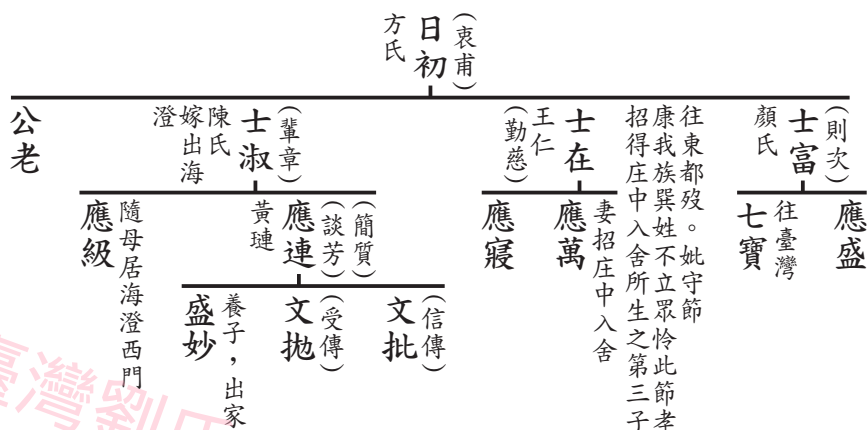 (衷甫)
日初
方氏
(則次)
士富
顏氏
往東都歿。妣守節
康我族巽姓不立眾怜此節孝
招得庄中入舍所生之第三子
士在
王仁
(勤慈)
(輩章)
士淑
陳氏
嫁出海
澄
公老
應盛
往臺灣
七寶
妻招庄中入舍
應萬
應寢
(簡質)
(談芳)
應連
黃璉
隨母居海澄西門
應級
(信傳)
文批
(受傳)
文拋
養子，出家
盛妙
臺灣劉氏